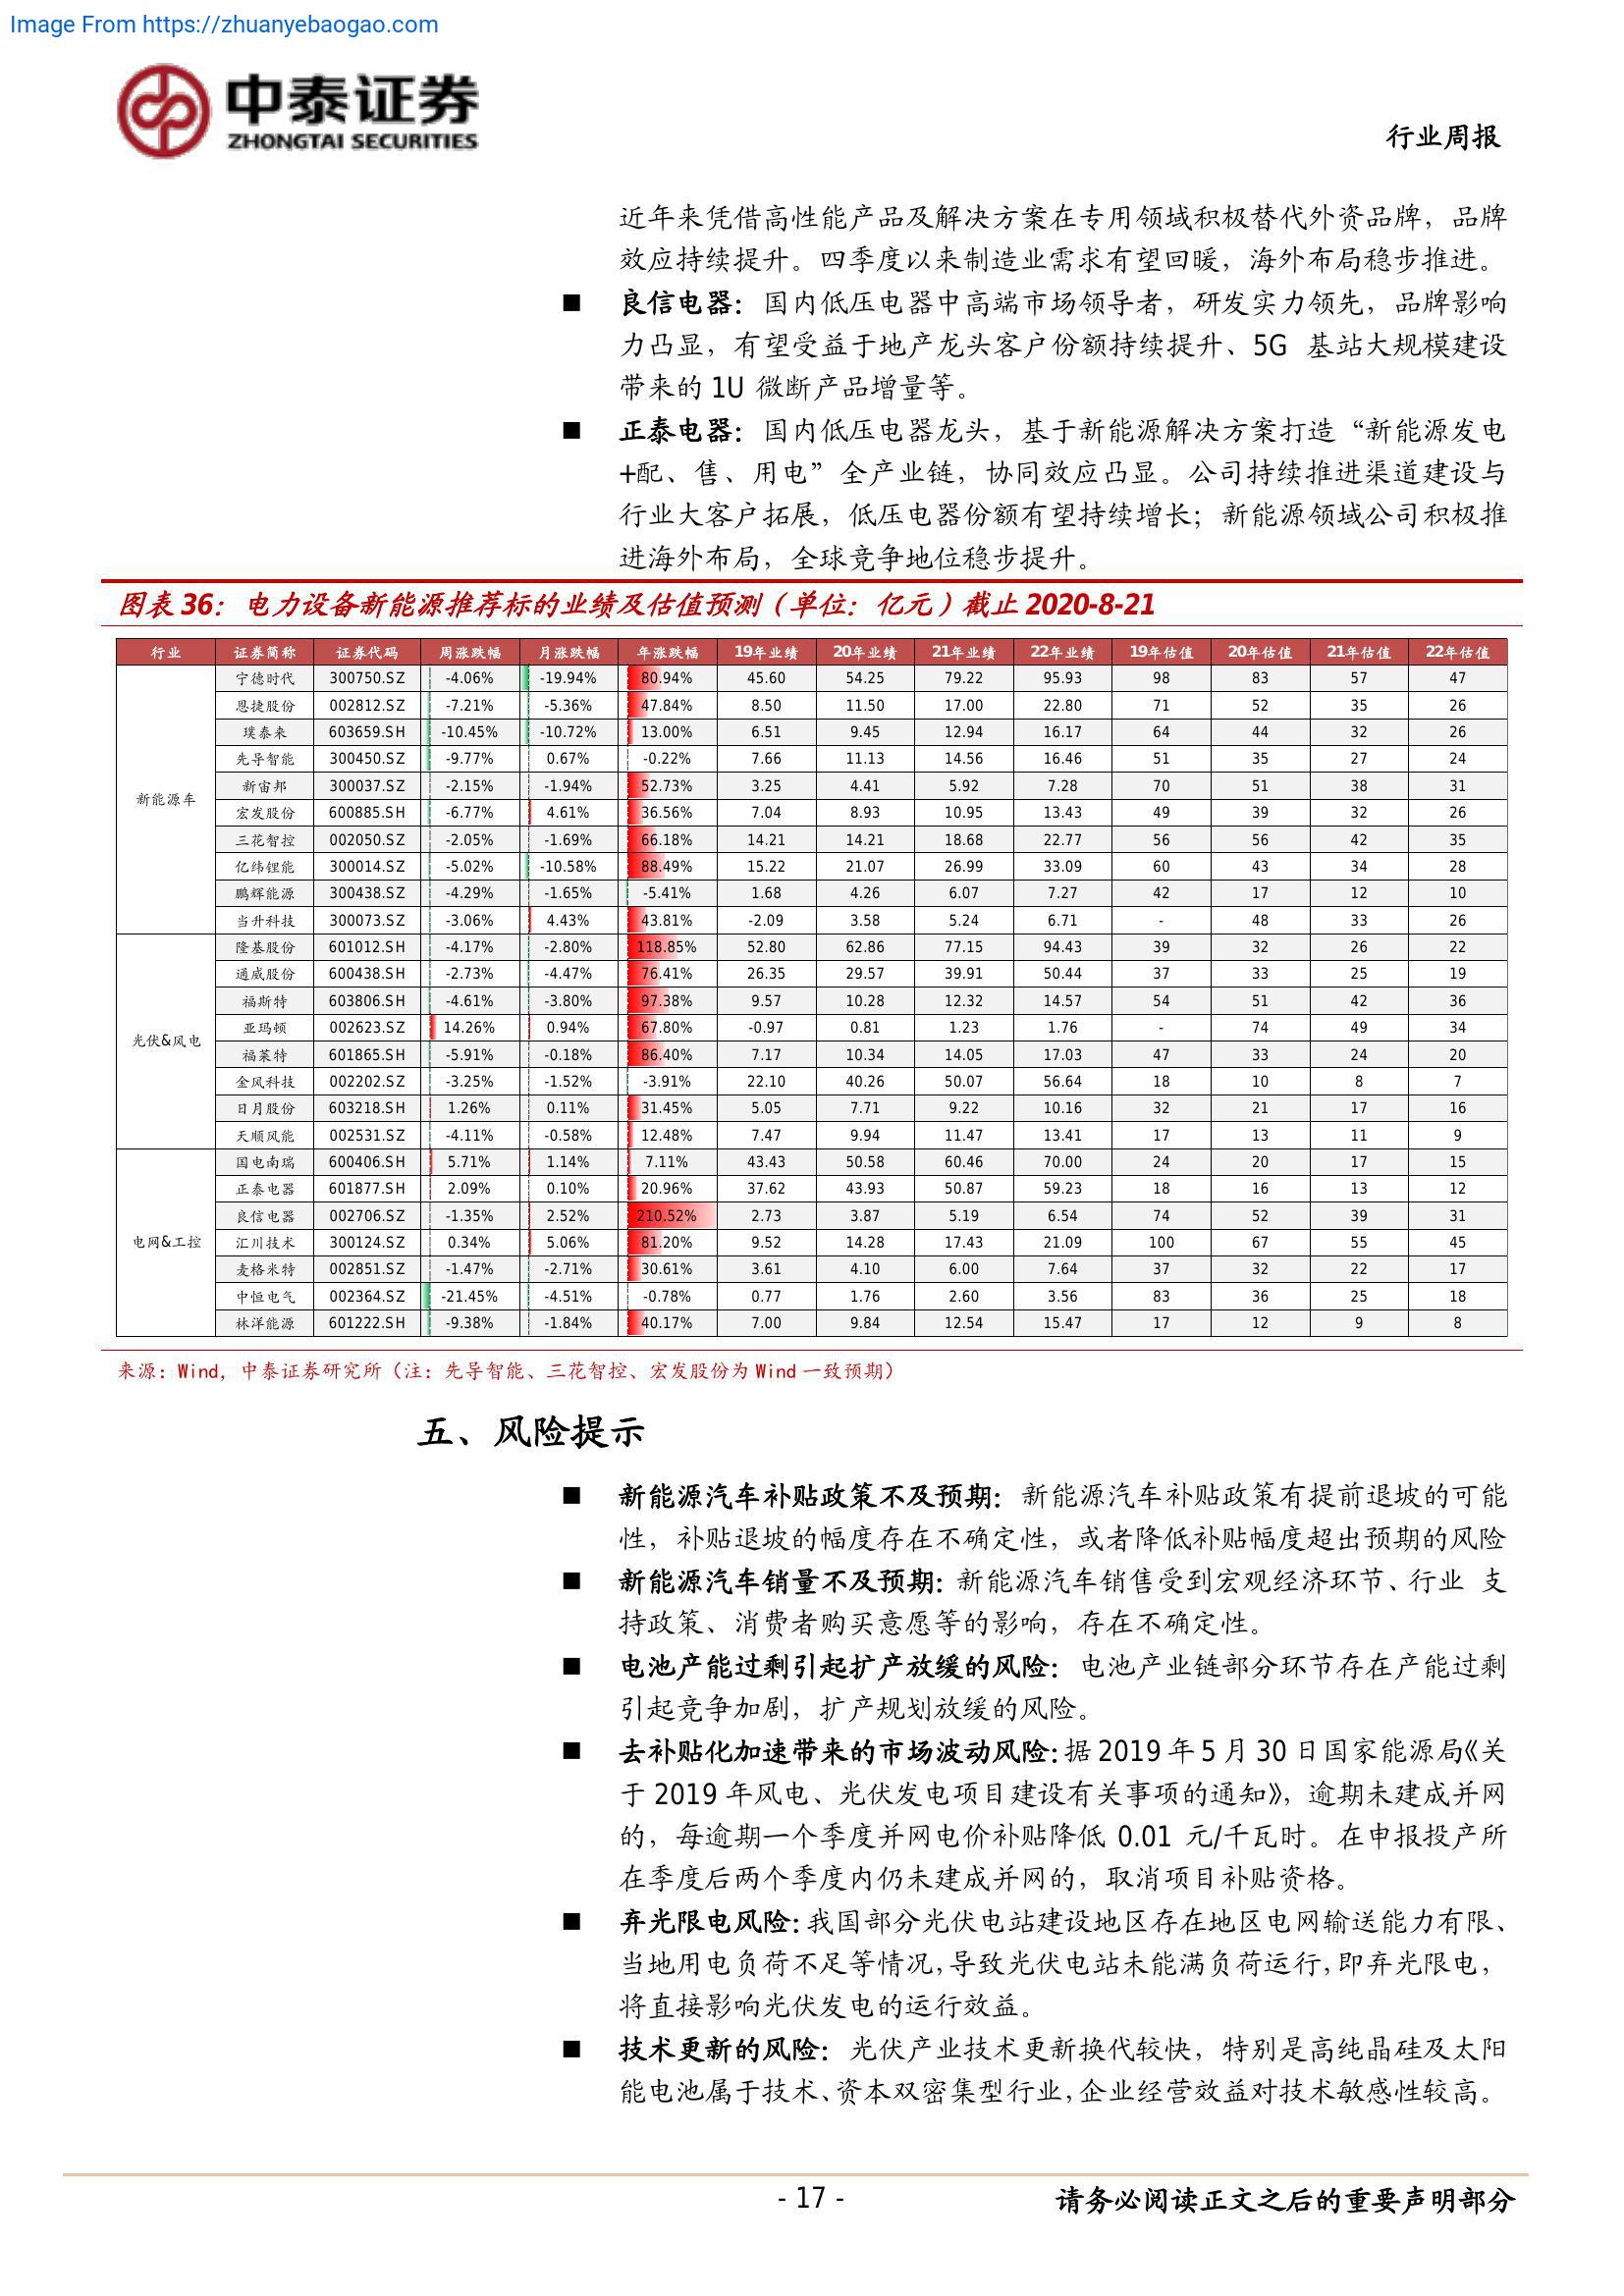 Image From https://zhuanyebaogao.com
中泰证券
ZHONGTAI SECURITIES
行业周报
近年来凭借高性能产品及解决方案在专用领域积极替代外资品牌，品牌
效应持续提升。四季度以来制造业需求有望回暖，海外布局稳步推进。
■ 良信电器：国内低压电器中高端市场领导者，研发实力领先，品牌影响
力凸显，有望受益于地产龙头客户份额持续提升、5G 基站大规模建设
带来的 1U 微断产品增量等。
■ 正泰电器：国内低压电器龙头，基于新能源解决方案打造“新能源发电
+配、售、用电”全产业链，协同效应凸显。公司持续推进渠道建设与
行业大客户拓展，低压电器份额有望持续增长；新能源领域公司积极推
进海外布局，全球竞争地位稳步提升。
图表 36：电力设备新能源推荐标的业绩及估值预测（单位：亿元）截止 2020-8-21
行业 证券简称 证券代码 周涨跌幅 月涨跌幅 年涨跌幅 19年业绩 20年业绩 21年业绩 22年业绩 19年估值 20年估值 21年估值 22年估值
新能源车 宁德时代 300750.SZ -4.06% -19.94% 80.94% 45.60 54.25 79.22 95.93 98 83 57 47
恩捷股份 002812.SZ -7.21% -5.36% 47.84% 8.50 11.50 17.00 22.80 71 52 35 26
璞泰来 603659.SH -10.45% -10.72% 13.00% 6.51 9.45 12.94 16.17 64 44 32 26
先导智能 300450.SZ -9.77% 0.67% -0.22% 7.66 11.13 14.56 16.46 51 35 27 24
新宙邦 300037.SZ -2.15% -1.94% 52.73% 3.25 4.41 5.92 7.28 70 51 38 31
宏发股份 600885.SH -6.77% 4.61% 36.56% 7.04 8.93 10.95 13.43 49 39 32 26
三花智控 002050.SZ -2.05% -1.69% 66.18% 14.21 14.21 18.68 22.77 56 56 42 35
亿纬锂能 300014.SZ -5.02% -10.58% 88.49% 15.22 21.07 26.99 33.09 60 43 34 28
鹏辉能源 300438.SZ -4.29% -1.65% -5.41% 1.68 4.26 6.07 7.27 42 17 12 10
当升科技 300073.SZ -3.06% 4.43% 43.81% -2.09 3.58 5.24 6.71 - 48 33 26
光伏&风电 隆基股份 601012.SH -4.17% -2.80% 118.85% 52.80 62.86 77.15 94.43 39 32 26 22
通威股份 600438.SH -2.73% -4.47% 76.41% 26.35 29.57 39.91 50.44 37 33 25 19
福斯特 603806.SH -4.61% -3.80% 97.38% 9.57 10.28 12.32 14.57 54 51 42 36
亚玛顿 002623.SZ 14.26% 0.94% 67.80% -0.97 0.81 1.23 1.76 - 74 49 34
福莱特 601865.SH -5.91% -0.18% 86.40% 7.17 10.34 14.05 17.03 47 33 24 20
金风科技 002202.SZ -3.25% -1.52% -3.91% 22.10 40.26 50.07 56.64 18 10 8 7
日月股份 603218.SH 1.26% 0.11% 31.45% 5.05 7.71 9.22 10.16 32 21 17 16
天顺风能 002531.SZ -4.11% -0.58% 12.48% 7.47 9.94 11.47 13.41 17 13 11 9
电网&工控 国电南瑞 600406.SH 5.71% 1.14% 7.11% 43.43 50.58 60.46 70.00 24 20 17 15
正泰电器 601877.SH 2.09% 0.10% 20.96% 37.62 43.93 50.87 59.23 18 16 13 12
良信电器 002706.SZ -1.35% 2.52% 210.52% 2.73 3.87 5.19 6.54 74 52 39 31
汇川技术 300124.SZ 0.34% 5.06% 81.20% 9.52 14.28 17.43 21.09 100 67 55 45
麦格米特 002851.SZ -1.47% -2.71% 30.61% 3.61 4.10 6.00 7.64 37 32 22 17
中恒电气 002364.SZ -21.45% -4.51% -0.78% 0.77 1.76 2.60 3.56 83 36 25 18
林洋能源 601222.SH -9.38% -1.84% 40.17% 7.00 9.84 12.54 15.47 17 12 9 8
来源：Wind，中泰证券研究所（注：先导智能、三花智控、宏发股份为 Wind 一致预期）
五、风险提示
■ 新能源汽车补贴政策不及预期：新能源汽车补贴政策有提前退坡的可能
性，补贴退坡的幅度存在不确定性，或者降低补贴幅度超出预期的风险
■ 新能源汽车销量不及预期：新能源汽车销售受到宏观经济环节、行业 支
持政策、消费者购买意愿等的影响，存在不确定性。
■ 电池产能过剩引起扩产放缓的风险：电池产业链部分环节存在产能过剩
引起竞争加剧，扩产规划放缓的风险。
■ 去补贴化加速带来的市场波动风险：据 2019 年 5 月 30 日国家能源局《关
于 2019 年风电、光伏发电项目建设有关事项的通知》，逾期未建成并网
的，每逾期一个季度并网电价补贴降低 0.01 元/千瓦时。在申报投产所
在季度后两个季度内仍未建成并网的，取消项目补贴资格。
■ 弃光限电风险：我国部分光伏电站建设地区存在地区电网输送能力有限、
当地用电负荷不足等情况，导致光伏电站未能满负荷运行，即弃光限电，
将直接影响光伏发电的运行效益。
■ 技术更新的风险：光伏产业技术更新换代较快，特别是高纯晶硅及太阳
能电池属于技术、资本双密集型行业，企业经营效益对技术敏感性较高。
- 17 -
请务必阅读正文之后的重要声明部分